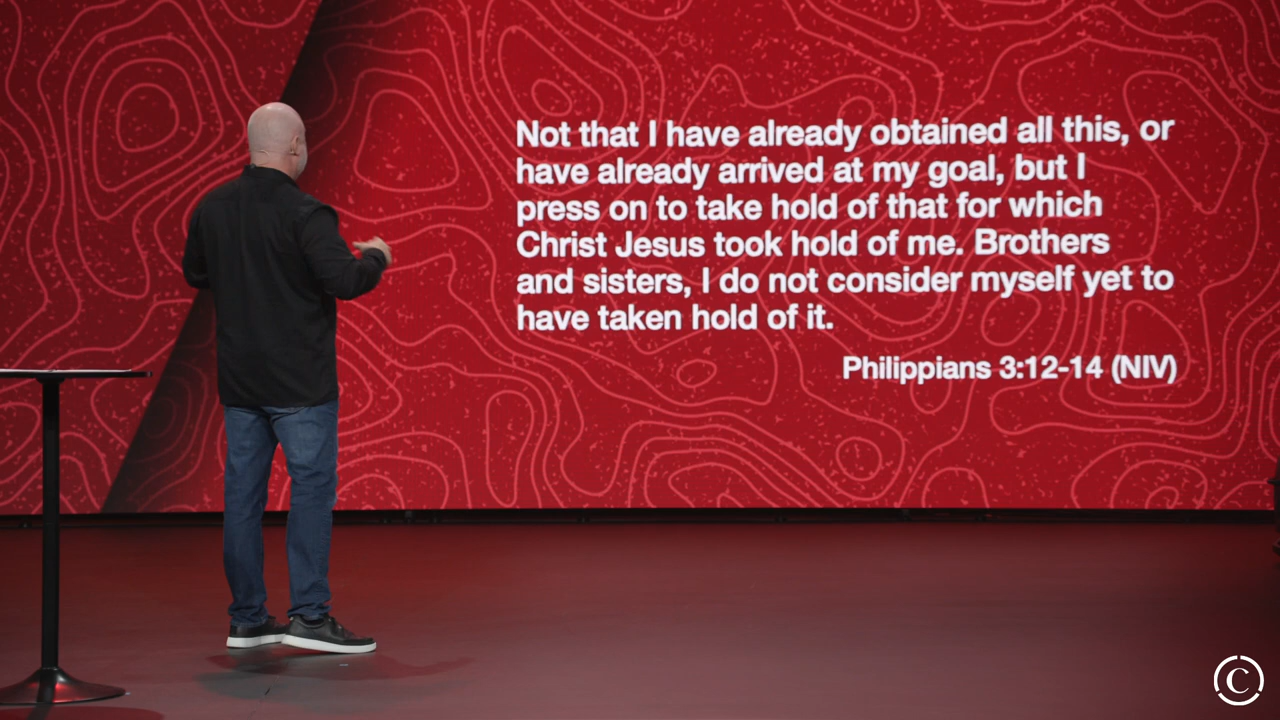 Not that I have already obtained all this, or
have already arrived at my goal, but I
press on to take hold of that for which
Christ Jesus took hold of me. Brothers
and sisters, I do not consider myself yet to
have taken hold of it.
Philippians 3:12-14 (NIV)
C